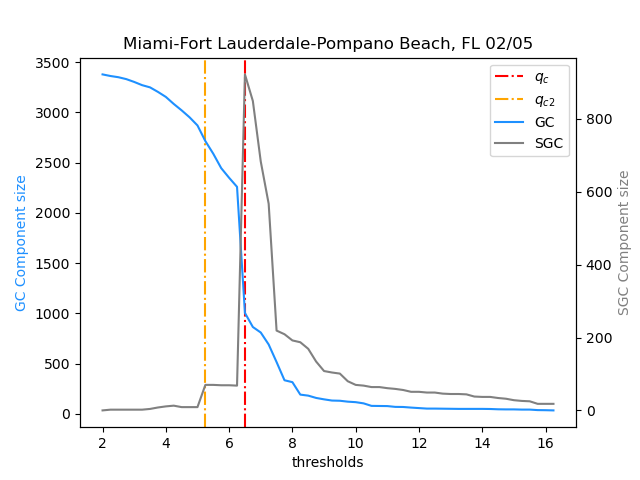 Miami-Fort Lauderdale-Pompano Beach, FL 02/05
3500
3000
2500
2000
1500
1000
500
0
GC Component size
800
600
400
200
0
SGC Component size
2 4 6 8 10 12 14 16
thresholds
q_c
q_c2
GC
SGC